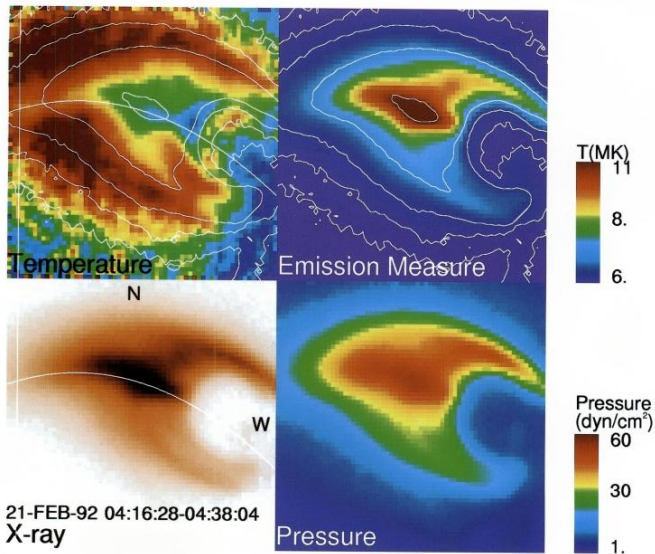 Temperature
Emission Measure
T(MK)
11
8.
6.
N
W
21-FEB-92 04:16:28-04:38:04
X-ray
Pressure
Pressure
(dyn/cm²)
60
30
1.